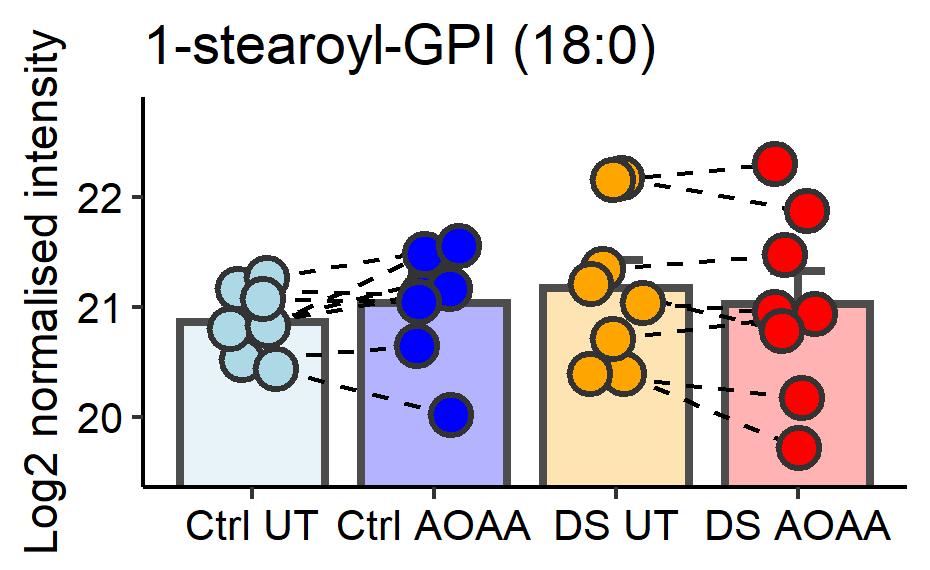 1-stearoyl-GPI (18:0)
Log2 normalised intensity
22
21
20
Ctrl UT
Ctrl AOAA
DS UT
DS AOAA